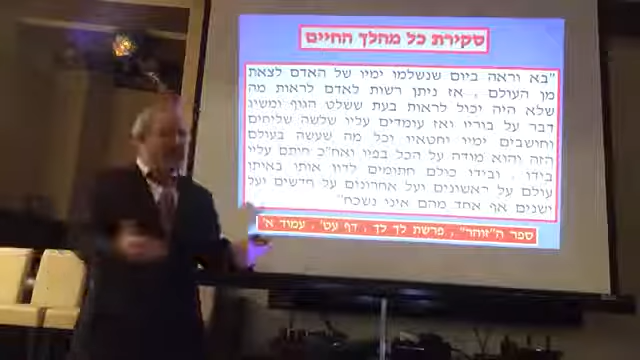 סקירת כל מהלך החיים
"בא וראה ביום שנשלמו ימיו של האדם לצאת
מן העולם , אז ניתן רשות לאדם לראות מה
שלא היה יכול לראות בעת ששלט הגוף ומשיג
דבר על בוריו ואז עומדים עליו שלשה שליחים
וחושבים ימיו וחטאיו וכל מה שעשה בעולם
הזה והוא מודה על הכל בפיו ואח"כ חותם עליו
בידו , ובידו כולם חתומים לדון אותו באותו
עולם על ראשונים ועל אחרונים על חדשים ועל
ישנים אף אחד מהם אינו נשכח"
ספר ה"זוהר" , פרשת לך לך , דף עט' , עמוד א'